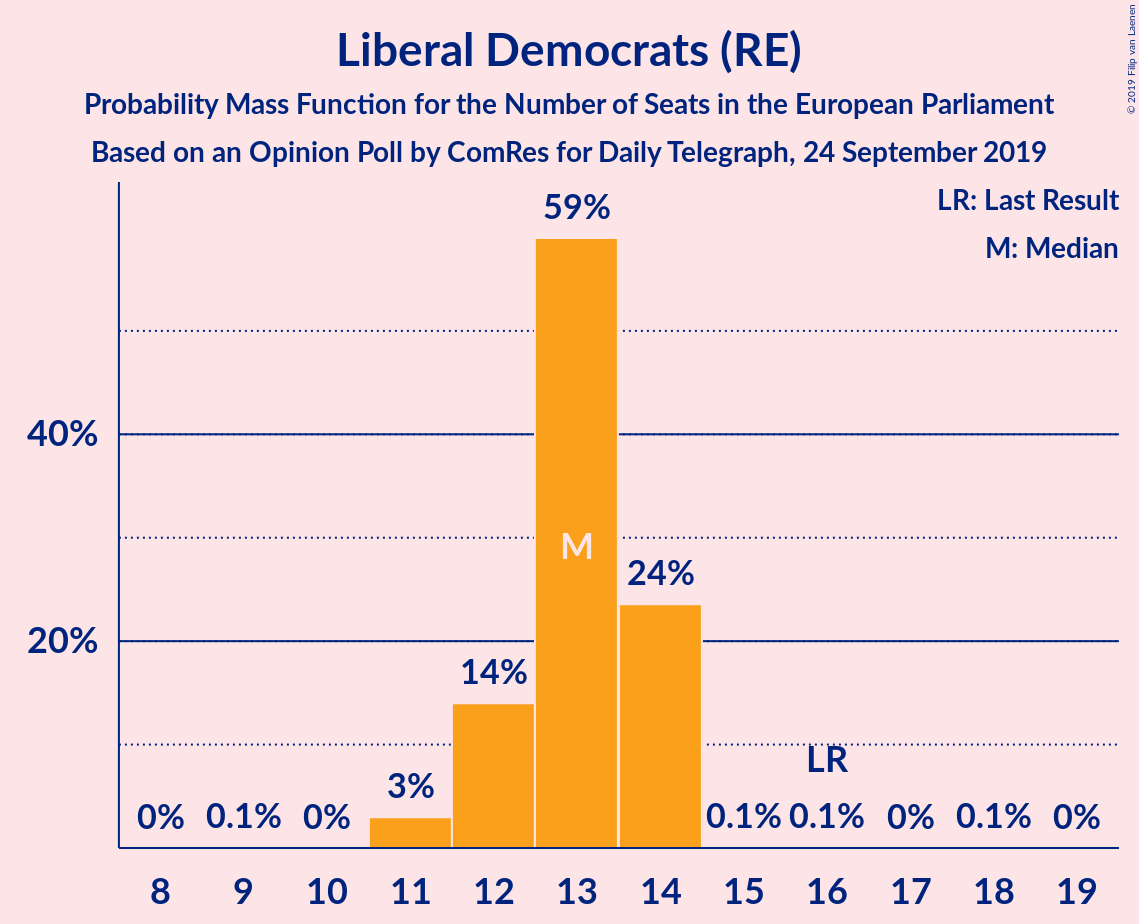 Liberal Democrats (RE)
Probability Mass Function for the Number of Seats in the European Parliament
Based on an Opinion Poll by ComRes for Daily Telegraph, 24 September 2019
© 2019 Filip van Laenen
LR: Last Result
M: Median
59%
40%
M
24%
20%
14%
LR
3%
0% 0.1% 0% 0.1% 0.1% 0% 0.1% 0%
8 9 10 11 12 13 14 15 16 17 18 19